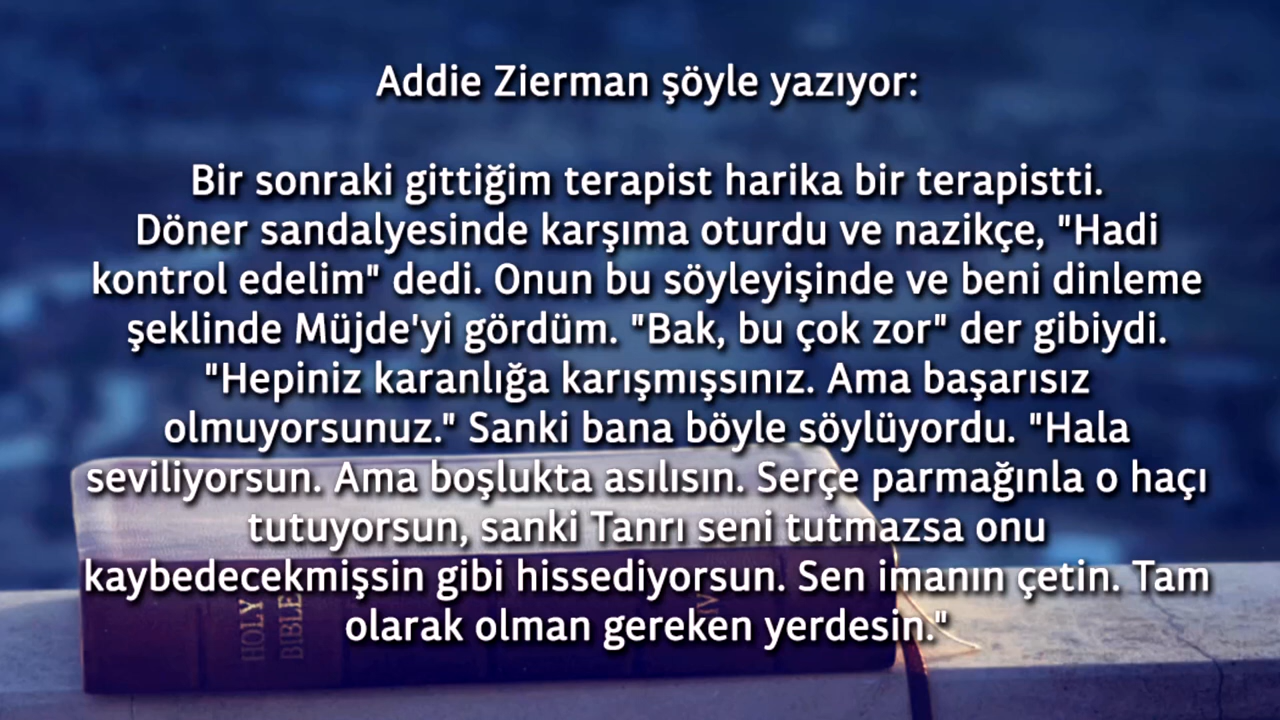 Addie Zierman şöyle yazıyor:
Bir sonraki gittiğim terapist harika bir terapistti.
Döner sandalyesinde karşıma oturdu ve nazikçe, "Hadi
kontrol edelim" dedi. Onun bu söyleyişinde ve beni dinleme
şeklinde Müjde'yi gördüm. "Bak, bu çok zor" der gibiydi.
"Hepiniz karanlığa karışmışsınız. Ama başarısız
olmuyorsunuz." Sanki bana böyle söylüyordu. "Hala
seviliyorsun. Ama boşlukta asılısın. Serçe parmağınla o haçı
tutuyorsun, sanki Tanrı seni tutmazsa onu
kaybedecekmişsin gibi hissediyorsun. Sen imanın çetin. Tam
olarak olman gereken yerdesin."
HOLY
BIBLE
NIV